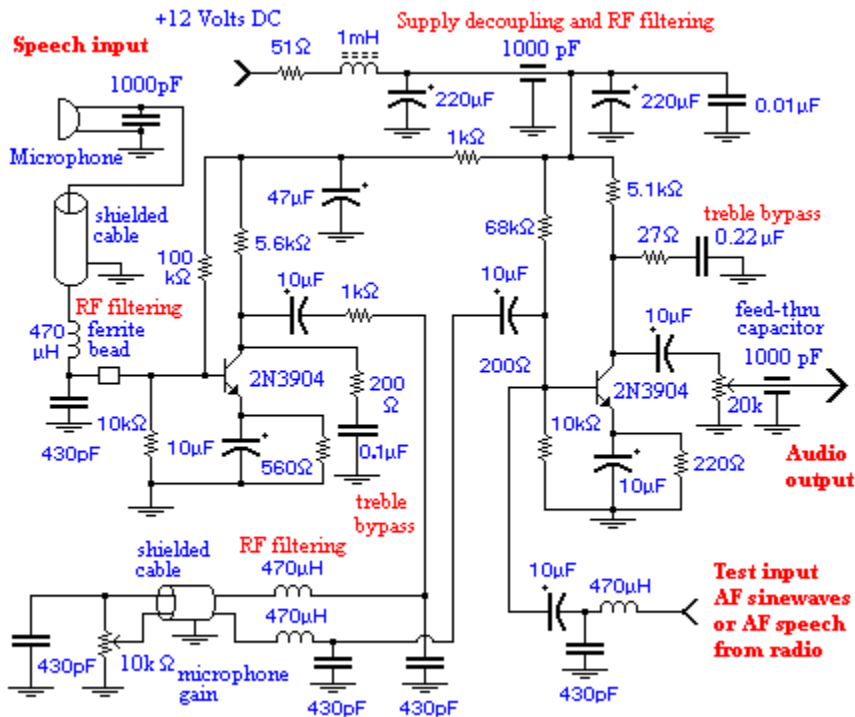 +12 Volts DC
Supply decoupling and RF filtering
Speech input
51Ω
1mH
1000 pF
1000pF
220µF
220µF
0.01µF
Microphone
1kΩ
47µF
5.1kΩ
shielded
cable
68kΩ
treble bypass
5.6kΩ
27Ω
0.22µF
100
kΩ
10µF
1kΩ
10µF
RF filtering
10µF
feed-thru
capacitor
470
µH
ferrite
bead
1000 pF
200Ω
2N3904
200
Ω
2N3904
20k
10kΩ
10kΩ
430pF
10µF
0.1µF
560Ω
220Ω
10µF
Audio
output
treble
bypass
shielded
cable
RF filtering
470µH
10µF
470µH
Test input
AF sinewaves
or AF speech
from radio
470µH
430pF
10kΩ
microphone
gain
430pF
430pF
430pF